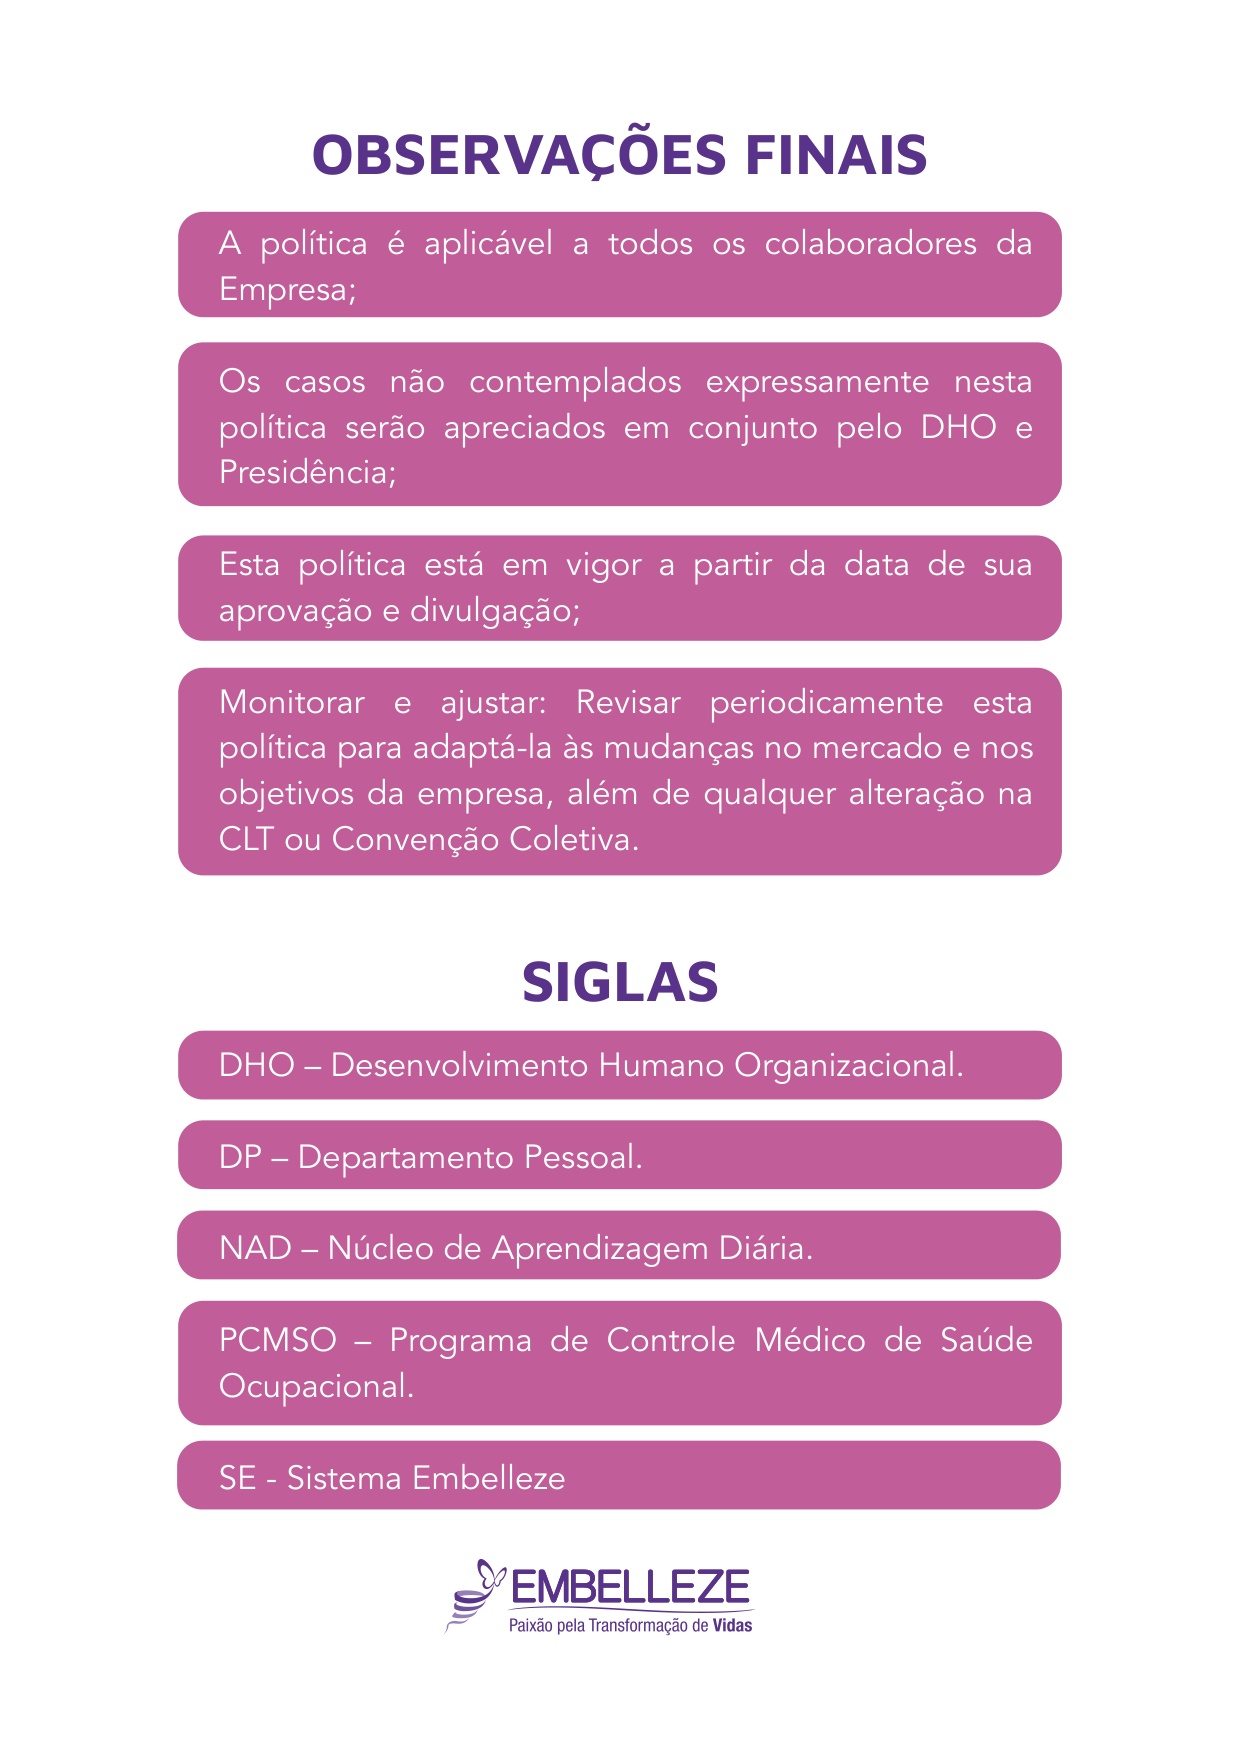 OBSERVAÇÕES FINAIS
A política é aplicável a todos os colaboradores da
Empresa;
Os casos não contemplados expressamente nesta
política serão apreciados em conjunto pelo DHO e
Presidência;
Esta política está em vigor a partir da data de sua
aprovação e divulgação;
Monitorar e ajustar: Revisar periodicamente esta
política para adaptá-la às mudanças no mercado e nos
objetivos da empresa, além de qualquer alteração na
CLT ou Convenção Coletiva.
SIGLAS
DHO – Desenvolvimento Humano Organizacional.
DP – Departamento Pessoal.
NAD – Núcleo de Aprendizagem Diária.
PCMSO – Programa de Controle Médico de Saúde
Ocupacional.
SE - Sistema Embelleze
EMBELLEZE
Paixão pela Transformação de Vidas